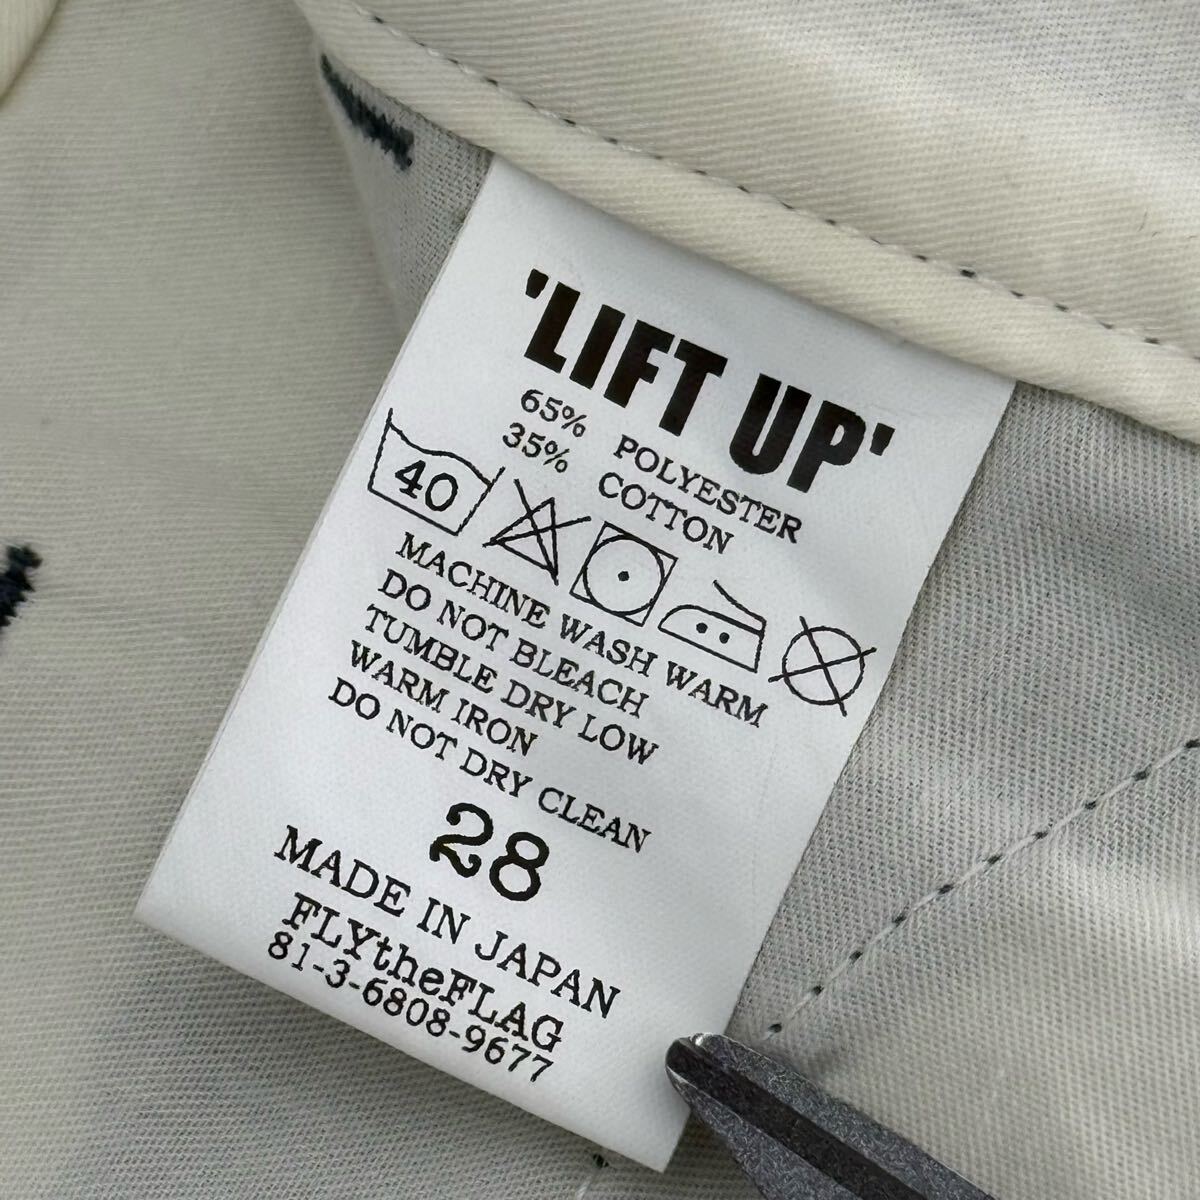 'LIFT UP'
65% POLYESTER
35% COTTON
40
MACHINE WASH WARM
DO NOT BLEACH
TUMBLE DRY LOW
WARM IRON
DO NOT DRY CLEAN
28
MADE IN JAPAN
FLYtheFLAG
81-3-6808-9677